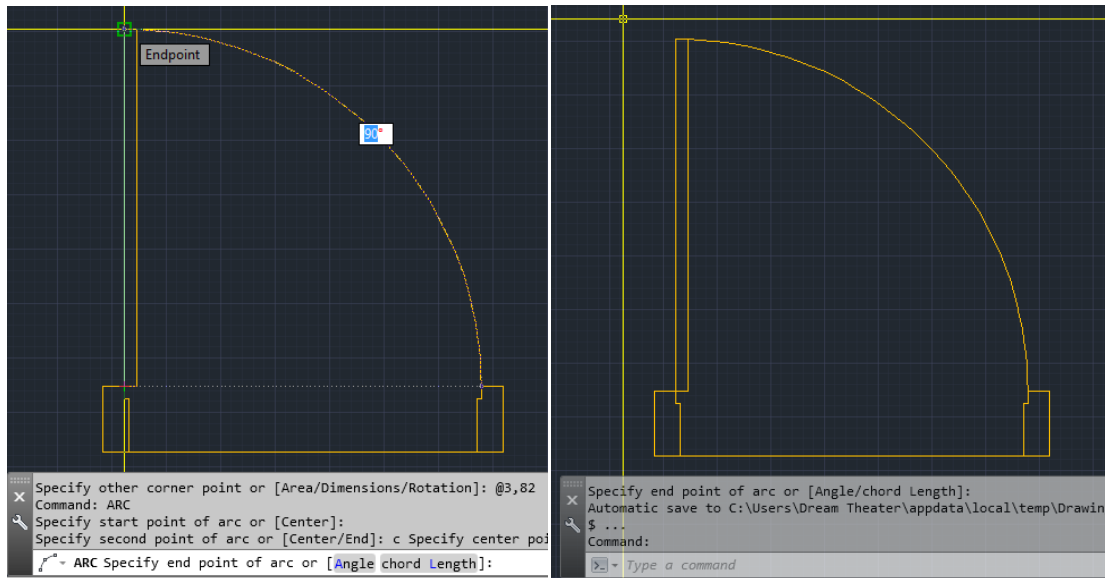 Endpoint
90°
Specify other corner point or [Area/Dimensions/Rotation]: @3,82
Command: ARC
Specify start point of arc or [Center]:
Specify second point of arc or [Center/End]: c Specify center poi
ARC Specify end point of arc or [Angle chord Length]:
Specify end point of arc or [Angle/chord Length]:
Automatic save to C:\Users\Dream Theater\appdata\local\temp\Drawin
$ ...
Command:
Type a command